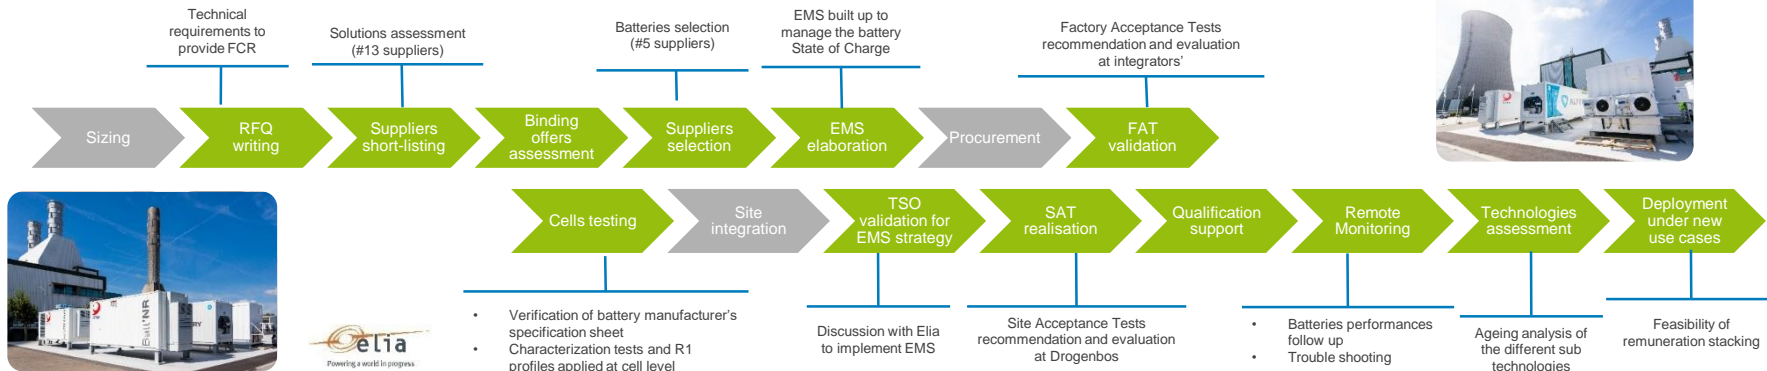 Technical
requirements to
provide FCR
Solutions assessment
(#13 suppliers)
Batteries selection
(#5 suppliers)
EMS built up to
manage the battery
State of Charge
Factory Acceptance Tests
recommendation and evaluation
at integrators’
Sizing
RFQ
writing
Suppliers
short-listing
Binding
offers
assessment
Suppliers
selection
EMS
elaboration
Procurement
FAT
validation
Cells testing
Site
integration
TSO
validation for
EMS strategy
SAT
realisation
Qualification
support
Remote
Monitoring
Technologies
assessment
Deployment
under new
use cases
elia
Powering a world in progress
• Verification of battery manufacturer’s
specification sheet
• Characterization tests and R1
profiles applied at cell level
Discussion with Elia
to implement EMS
Site Acceptance Tests
recommendation and evaluation
at Drogenbos
• Batteries performances
follow up
• Trouble shooting
Ageing analysis of
the different sub
technologies
Feasibility of
remuneration stacking